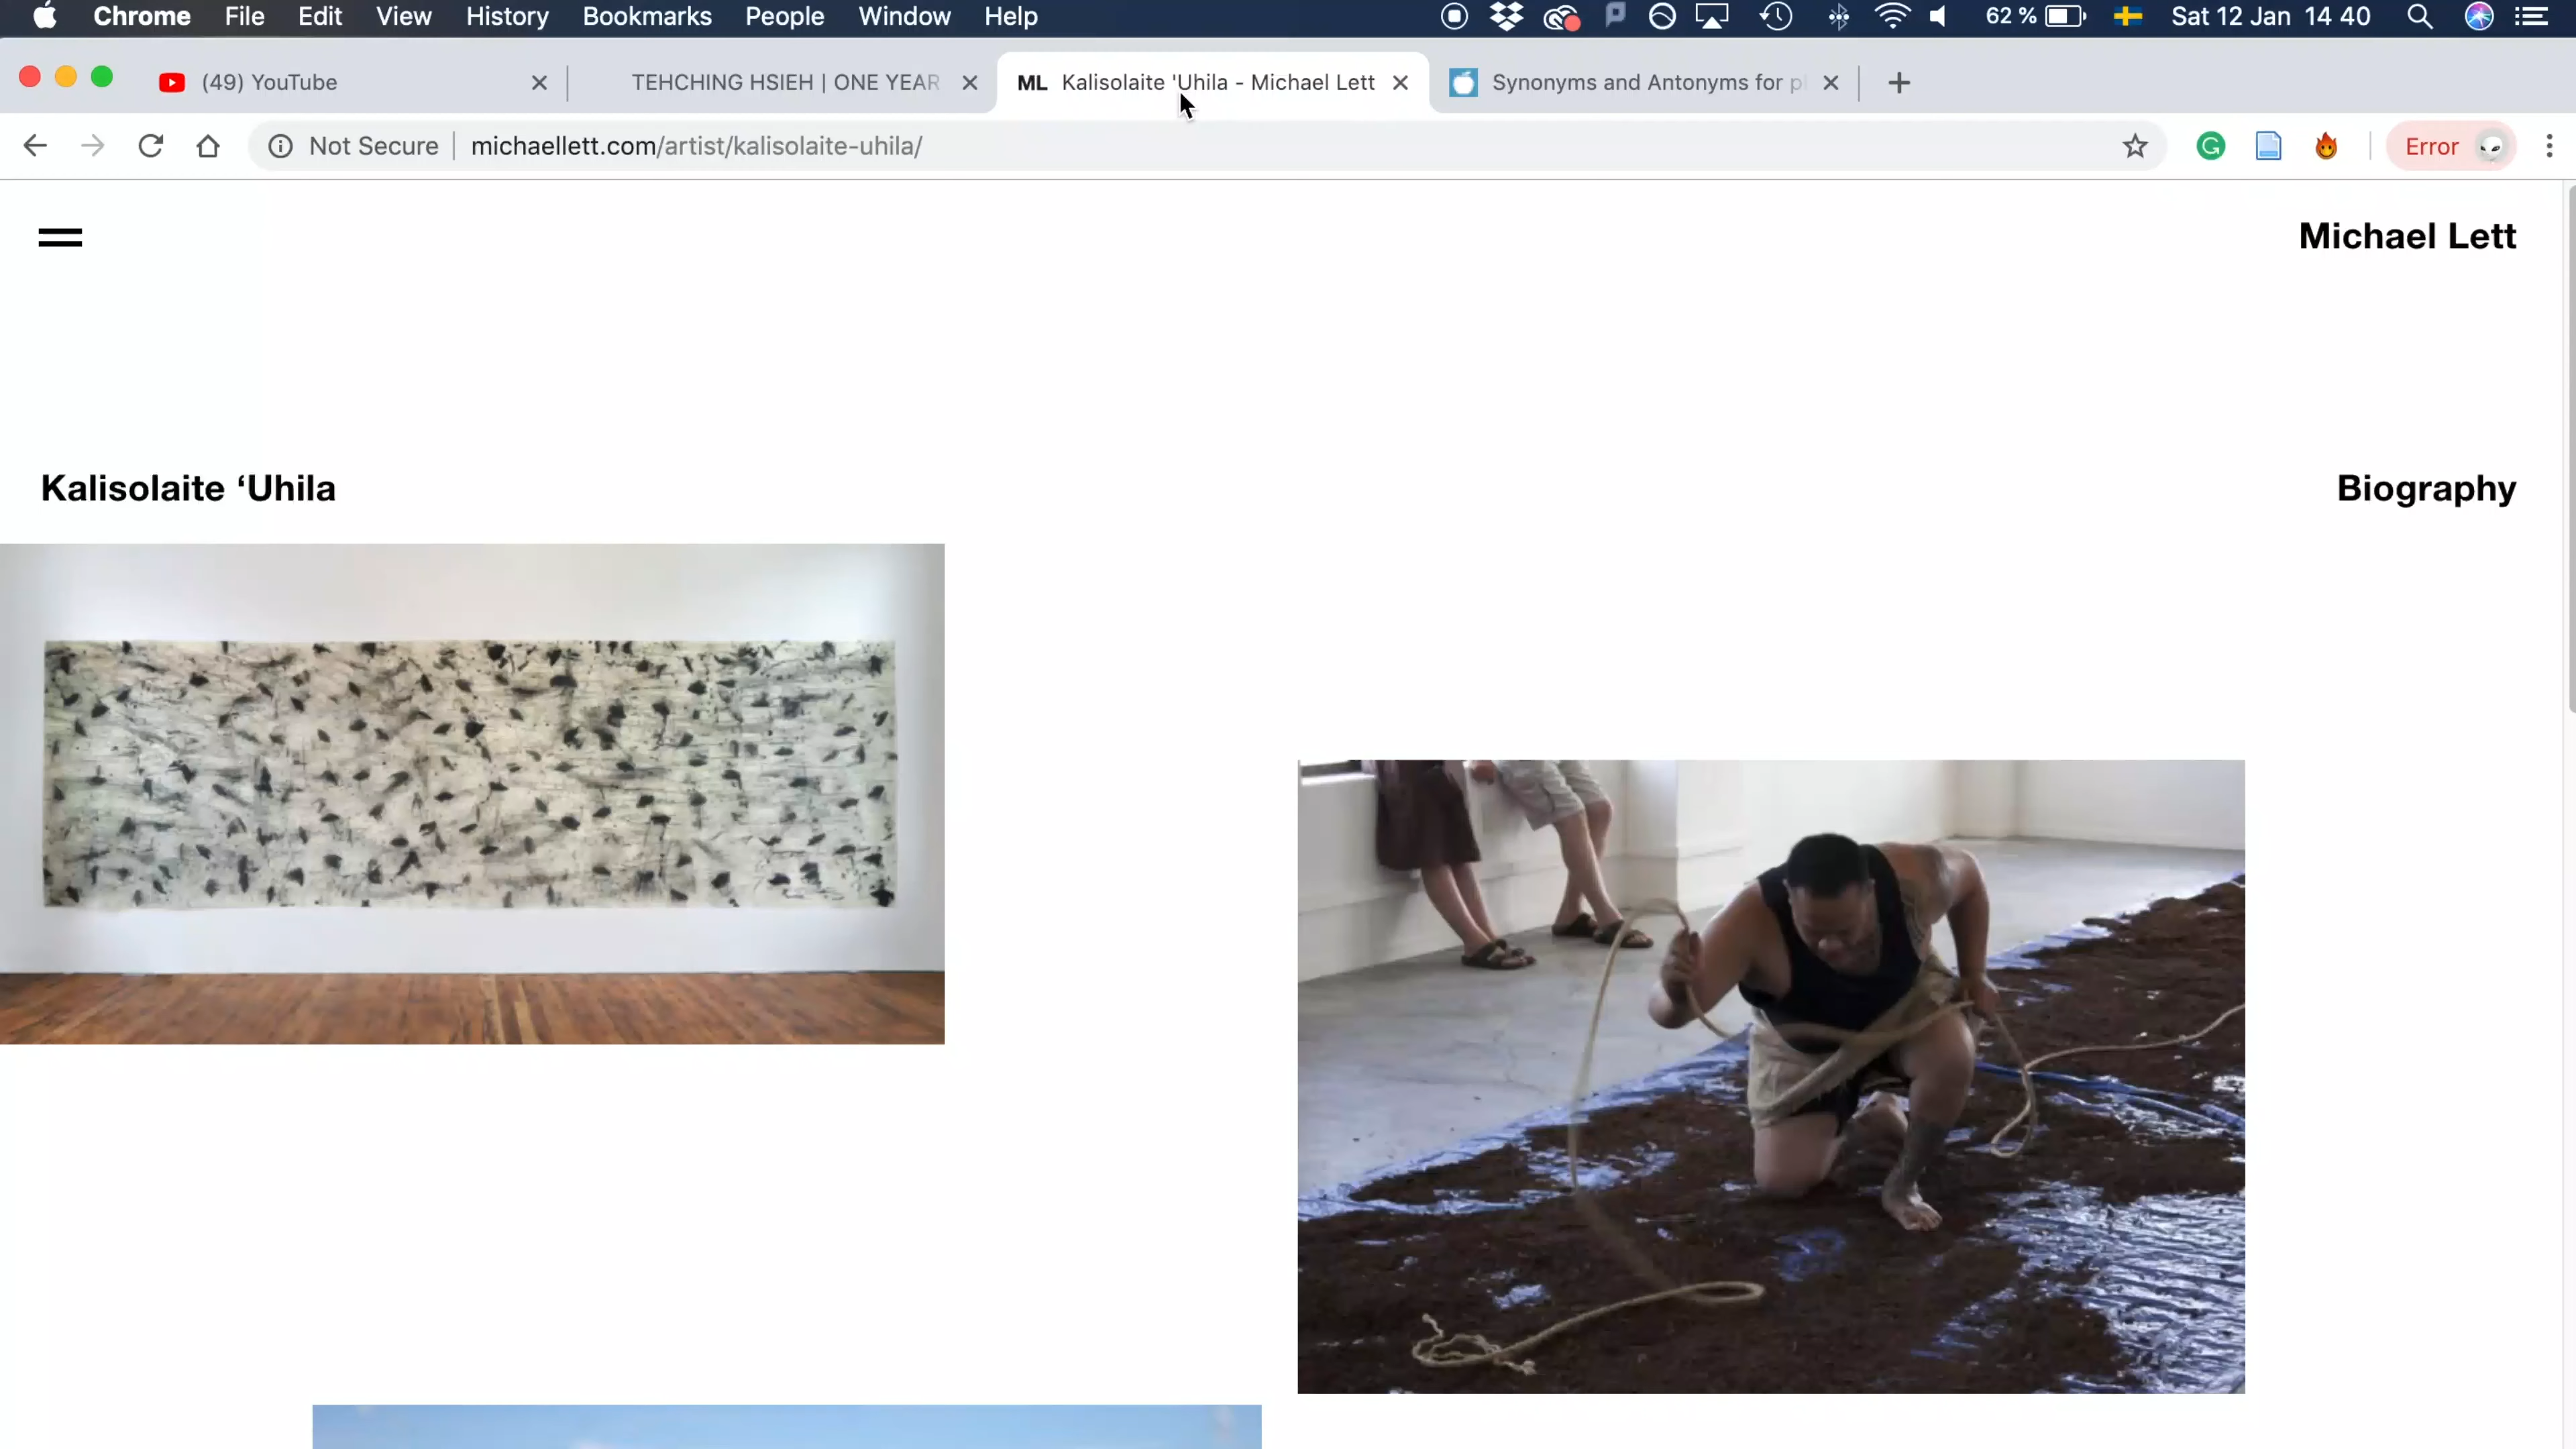 Chrome File Edit View History Bookmarks People Window Help 62 % Sat 12 Jan 14 40
(49) YouTube TEHCHING HSIEH | ONE YEAR ML Kalisolaite 'Uhila - Michael Lett Synonyms and Antonyms for p
Not Secure michaellett.com/artist/kalisolaite-uhila/ Error
Michael Lett
Kalisolaite ‘Uhila Biography